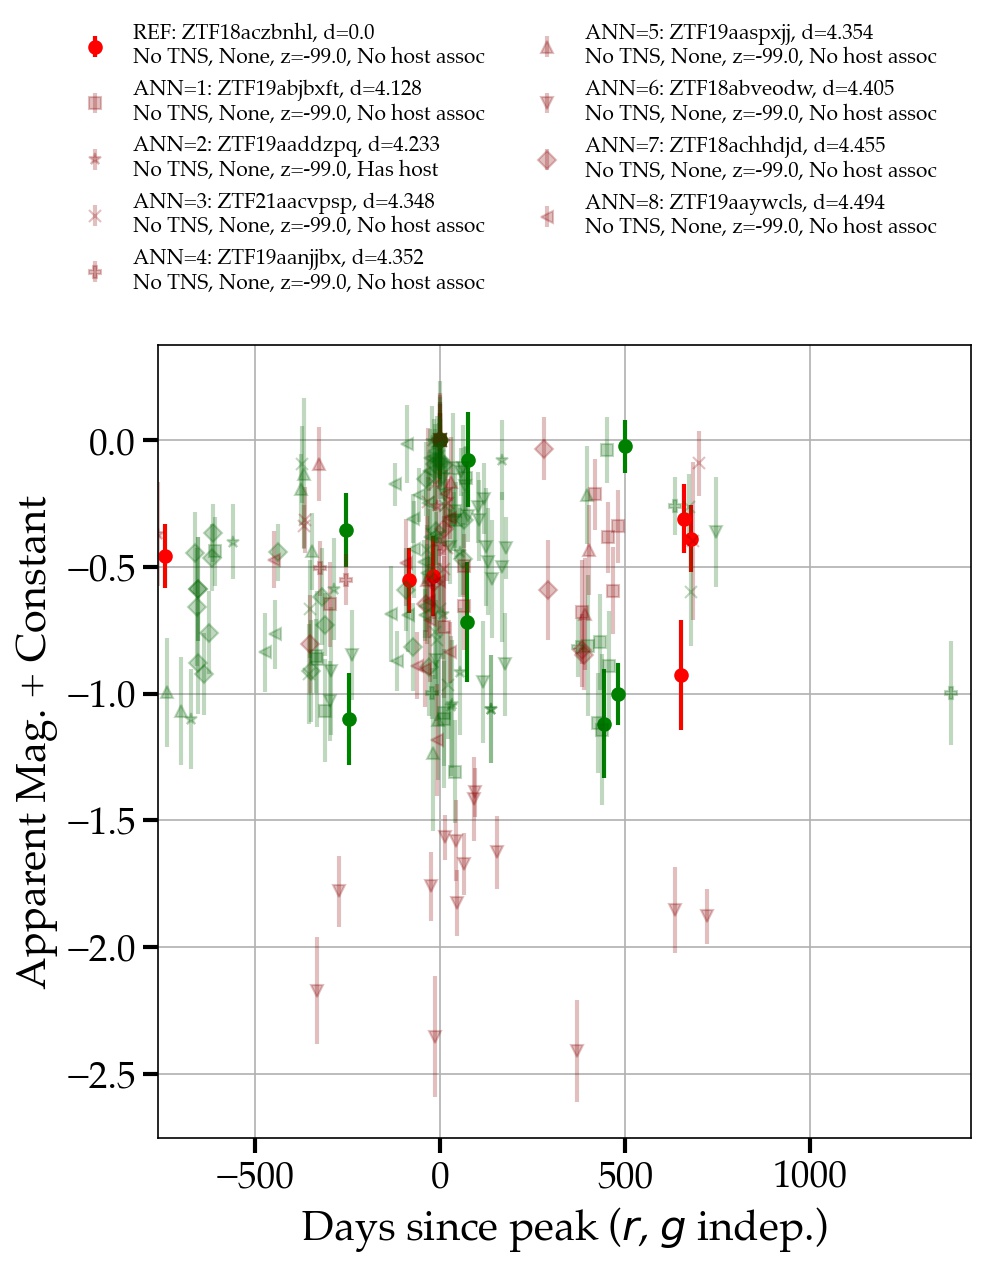 REF: ZTF18aczbnhl, d=0.0
No TNS, None, z=-99.0, No host assoc
ANN=1: ZTF19abjbxft, d=4.128
No TNS, None, z=-99.0, No host assoc
ANN=2: ZTF19aaddzpq, d=4.233
No TNS, None, z=-99.0, Has host
ANN=3: ZTF21aacvpsp, d=4.348
No TNS, None, z=-99.0, No host assoc
ANN=4: ZTF19aanjjbx, d=4.352
No TNS, None, z=-99.0, No host assoc
ANN=5: ZTF19aaspxjj, d=4.354
No TNS, None, z=-99.0, No host assoc
ANN=6: ZTF18abveodw, d=4.405
No TNS, None, z=-99.0, No host assoc
ANN=7: ZTF18achhdjd, d=4.455
No TNS, None, z=-99.0, No host assoc
ANN=8: ZTF19aaywcls, d=4.494
No TNS, None, z=-99.0, No host assoc
Apparent Mag. + Constant
0.0
−0.5
−1.0
−1.5
−2.0
−2.5
−500
0
500
1000
Days since peak (r, g indep.)